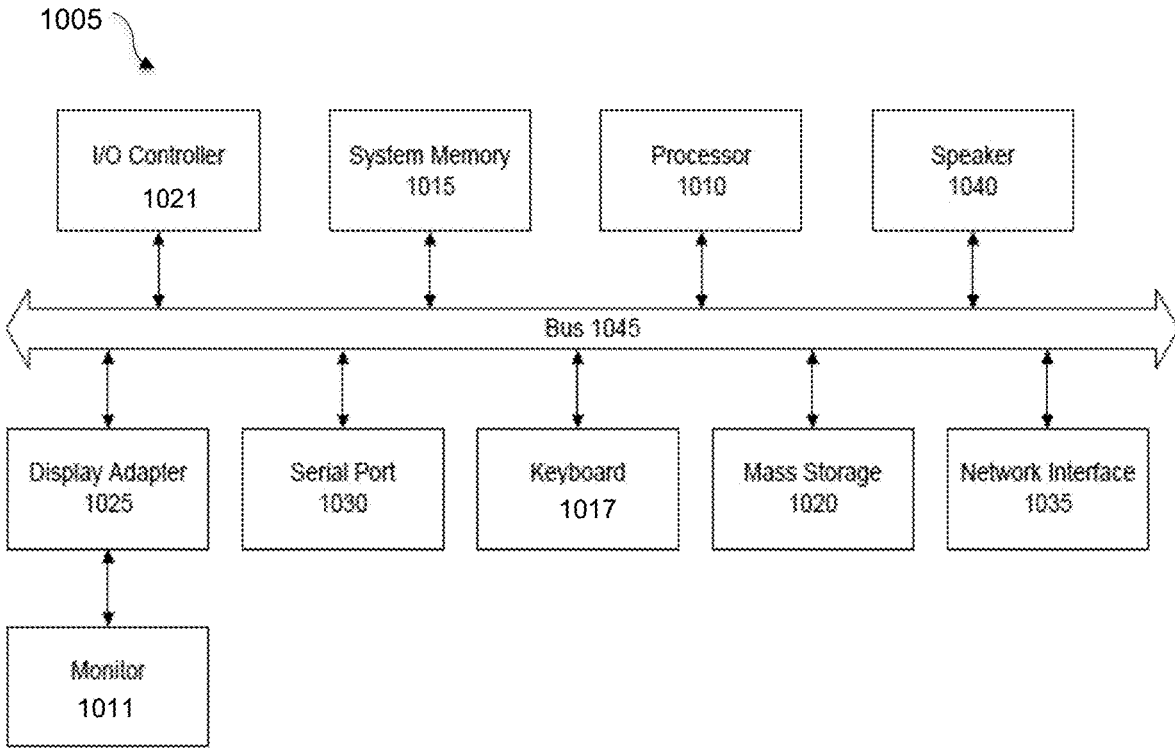 1005
I/O Controller
1021
System Memory
1015
Processor
1010
Speaker
1040
Bus 1045
Display Adapter
1025
Serial Port
1030
Keyboard
1017
Mass Storage
1020
Network Interface
1035
Monitor
1011